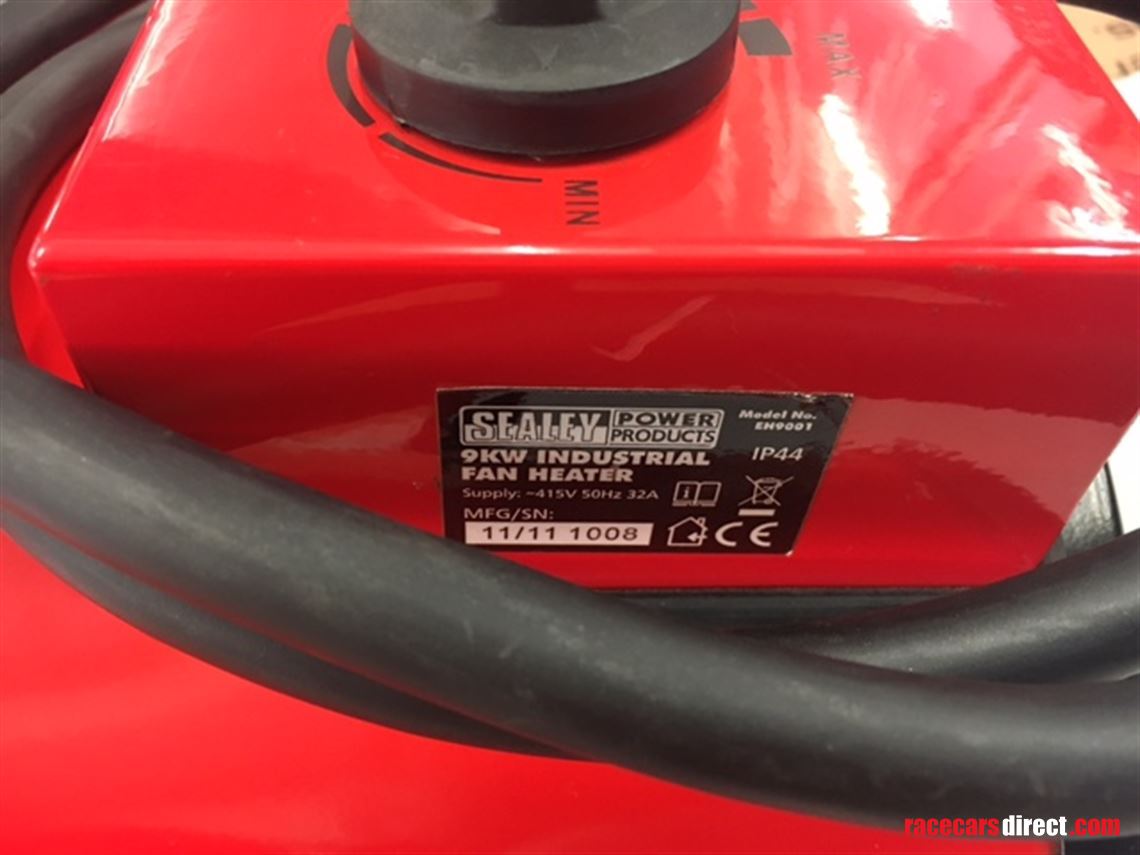 MAX
MIN
SEALEY POWER PRODUCTS
Model No. EH9001
9KW INDUSTRIAL IP44
FAN HEATER
Supply: ~415V 50Hz 32A
MFG/SN:
11/11 1008
CE
racecarsdirect.com